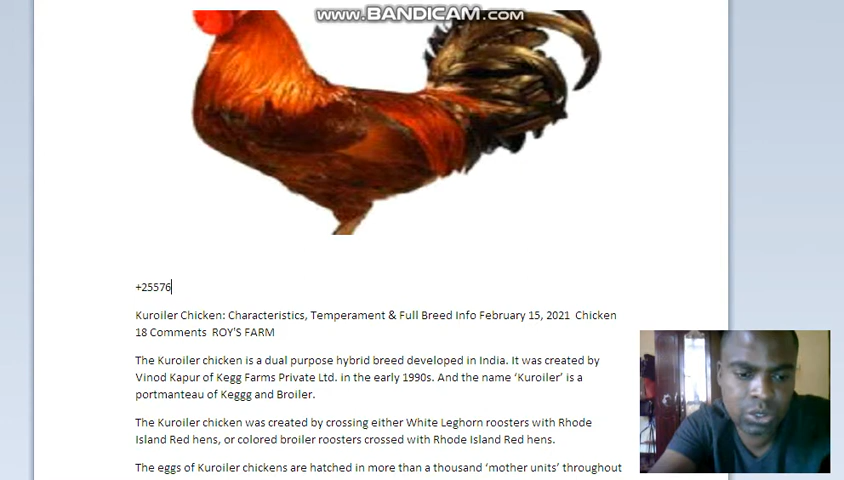 www.BANDICAM.com
+25576
Kuroiler Chicken: Characteristics, Temperament & Full Breed Info February 15, 2021  Chicken
18 Comments  ROY'S FARM
The Kuroiler chicken is a dual purpose hybrid breed developed in India. It was created by
Vinod Kapur of Kegg Farms Private Ltd. in the early 1990s. And the name ‘Kuroiler’ is a
portmanteau of Keggg and Broiler.
The Kuroiler chicken was created by crossing either White Leghorn roosters with Rhode
Island Red hens, or colored broiler roosters crossed with Rhode Island Red hens.
The eggs of Kuroiler chickens are hatched in more than a thousand ‘mother units’ throughout